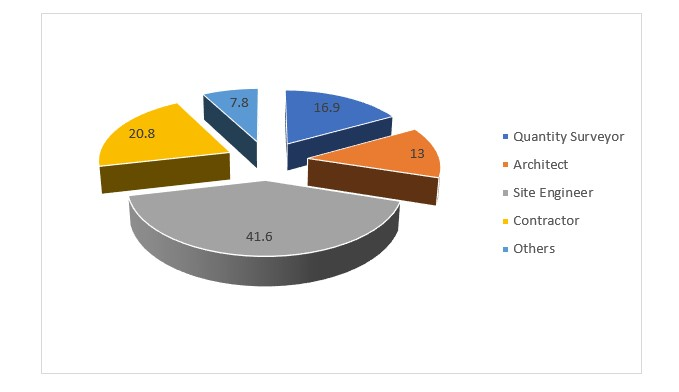 7.8
16.9
20.8
13
41.6
Quantity Surveyor
Architect
Site Engineer
Contractor
Others